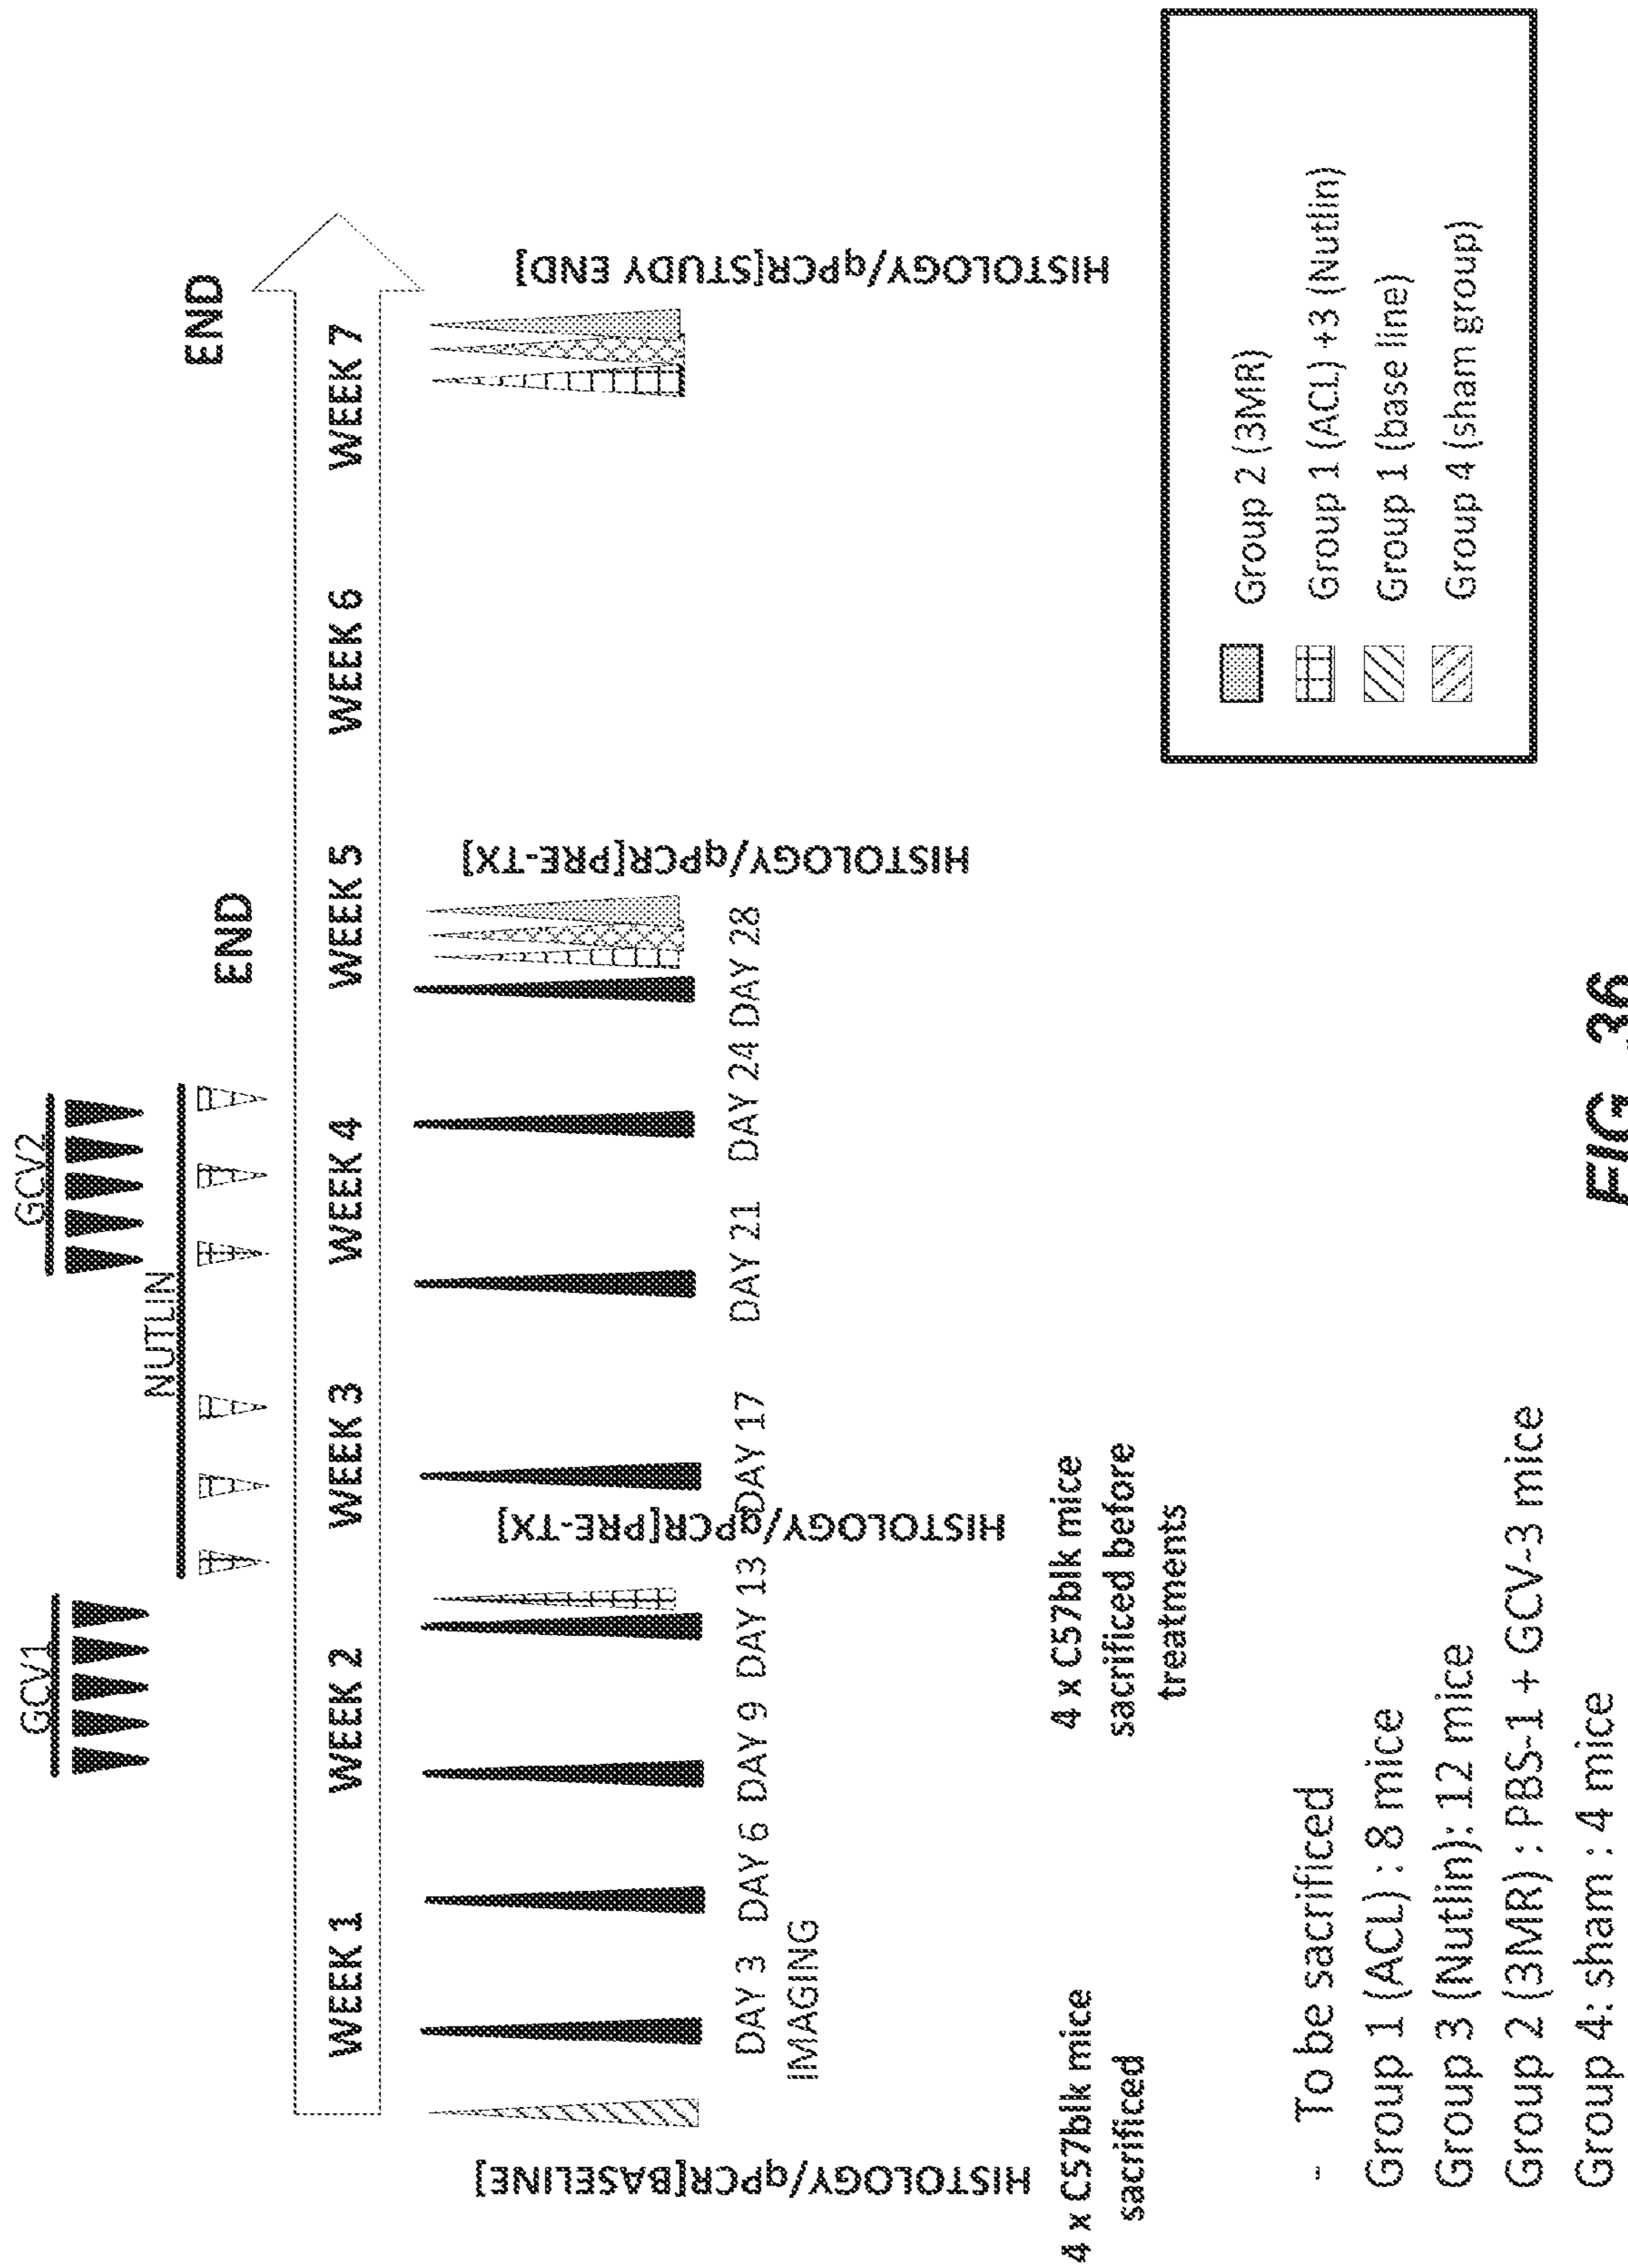 GCV1
GCV2
NUTLIN
END
END
WEEK 1
WEEK 2
WEEK 3
WEEK 4
WEEK 5
WEEK 6
WEEK 7
HISTOLOGY/qPCR[BASELINE]
HISTOLOGY/qPCR[PRE-TX]
HISTOLOGY/qPCR[PRE-TX]
HISTOLOGY/qPCR[STUDY END]
DAY 3
DAY 6
DAY 9
DAY 13
DAY 17
DAY 21
DAY 24
DAY 28
IMAGING
4 x C57blk mice
sacrificed
4 x C57blk mice
sacrificed before
treatments
- To be sacrificed
Group 1 (ACL) : 8 mice
Group 3 (Nutlin): 12 mice
Group 2 (3MR) : PBS-1 + GCV-3 mice
Group 4: sham : 4 mice
Group 2 (3MR)
Group 1 (ACL) +3 (Nutlin)
Group 1 (base line)
Group 4 (sham group)
FIG. 36